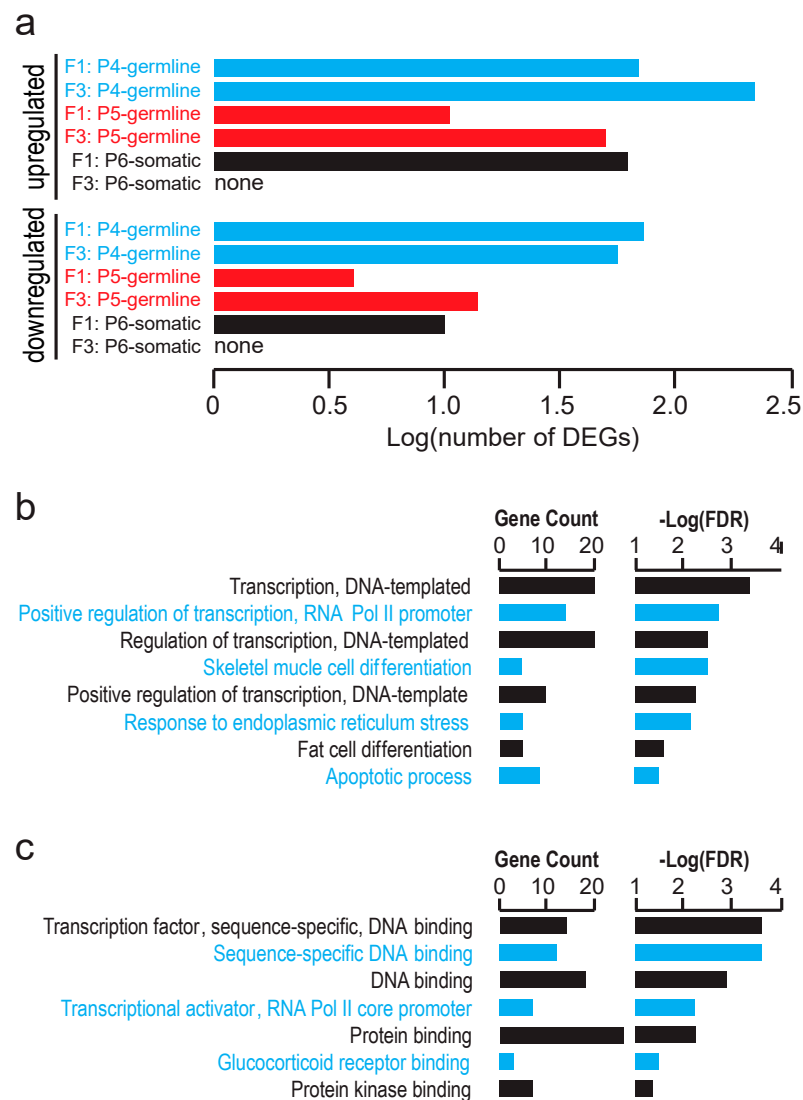 a
upregulated
F1: P4-germline
F3: P4-germline
F1: P5-germline
F3: P5-germline
F1: P6-somatic
F3: P6-somatic none
downregulated
F1: P4-germline
F3: P4-germline
F1: P5-germline
F3: P5-germline
F1: P6-somatic
F3: P6-somatic none
0 0.5 1.0 1.5 2.0 2.5
Log(number of DEGs)
b
Gene Count -Log(FDR)
0 10 20 1 2 3 4
Transcription, DNA-templated
Positive regulation of transcription, RNA Pol II promoter
Regulation of transcription, DNA-templated
Skeletel mucle cell differentiation
Positive regulation of transcription, DNA-template
Response to endoplasmic reticulum stress
Fat cell differentiation
Apoptotic process
c
Gene Count -Log(FDR)
0 10 20 1 2 3 4
Transcription factor, sequence-specific, DNA binding
Sequence-specific DNA binding
DNA binding
Transcriptional activator, RNA Pol II core promoter
Protein binding
Glucocorticoid receptor binding
Protein kinase binding